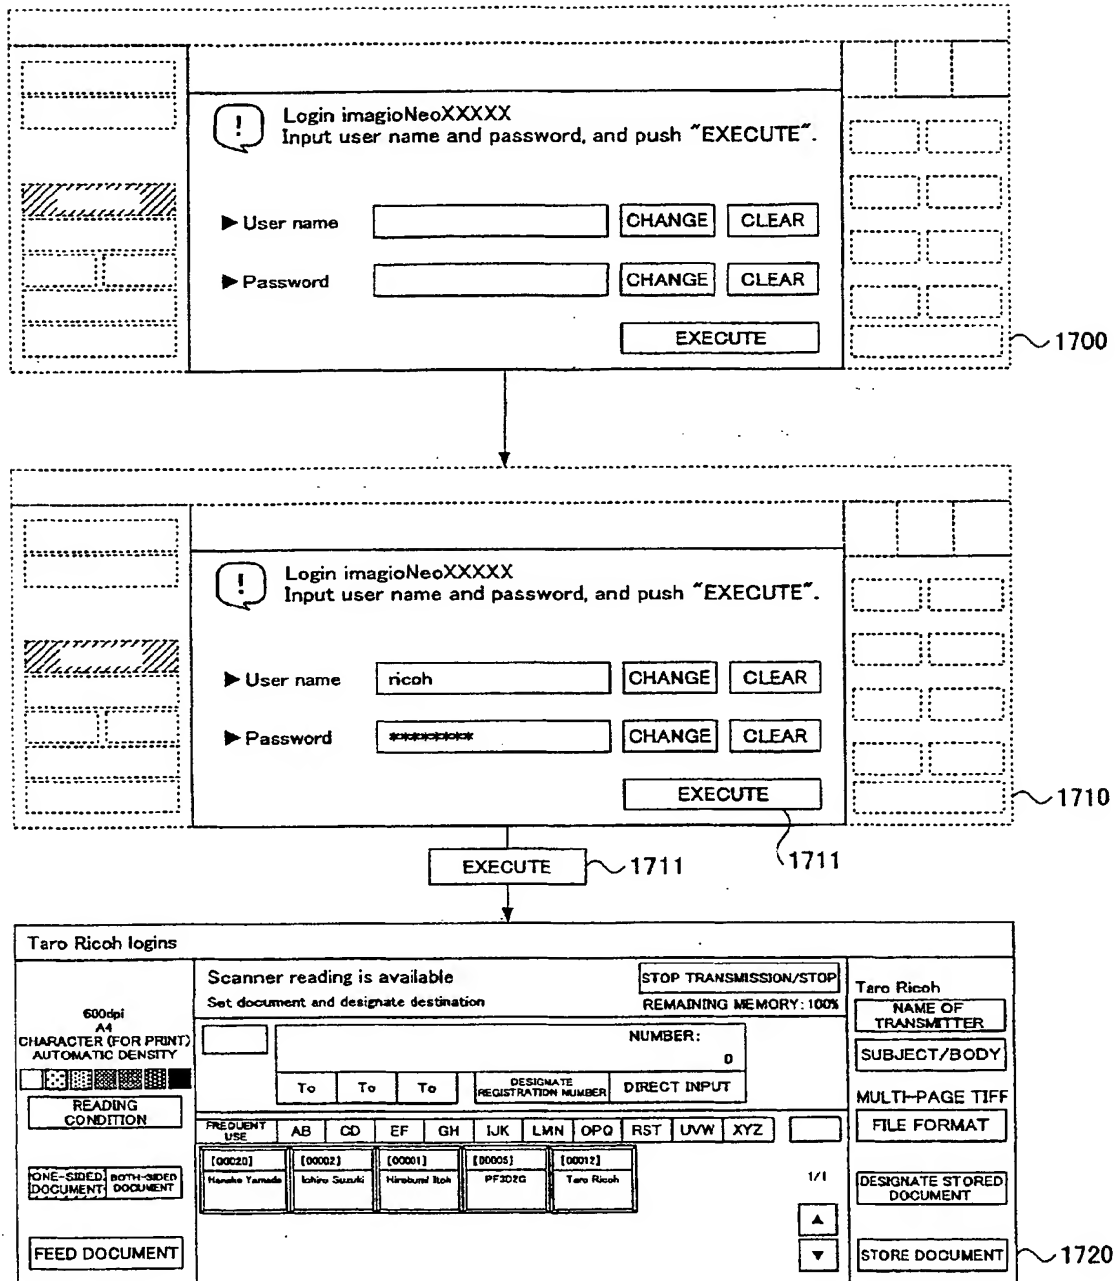 Login imagioNeoXXXXX
Input user name and password, and push "EXECUTE".
▶ User name CHANGE CLEAR
▶ Password CHANGE CLEAR
EXECUTE
1700
Login imagioNeoXXXXX
Input user name and password, and push "EXECUTE".
▶ User name ricoh CHANGE CLEAR
▶ Password ******** CHANGE CLEAR
EXECUTE
1710
1711
EXECUTE 1711
Taro Ricoh logins
Scanner reading is available STOP TRANSMISSION/STOP
Set document and designate destination REMAINING MEMORY: 100%
600dpi
A4
CHARACTER (FOR PRINT)
AUTOMATIC DENSITY
READING
CONDITION
ONE-SIDED
DOCUMENT
BOTH-SIDED
DOCUMENT
FEED DOCUMENT
NUMBER:
0
To To To DESIGNATE
REGISTRATION NUMBER
DIRECT INPUT
FREQUENT
USE
AB CD EF GH IJK LMN OPQ RST UVW XYZ
[00020] [00002] [00001] [00005] [00012]
Hanako Yamada Ichiro Suzuki Hirobumi Itoh PF3D2G Taro Ricoh
1/1
▲
▼
Taro Ricoh
NAME OF
TRANSMITTER
SUBJECT/BODY
MULTI-PAGE TIFF
FILE FORMAT
DESIGNATE STORED
DOCUMENT
STORE DOCUMENT
1720